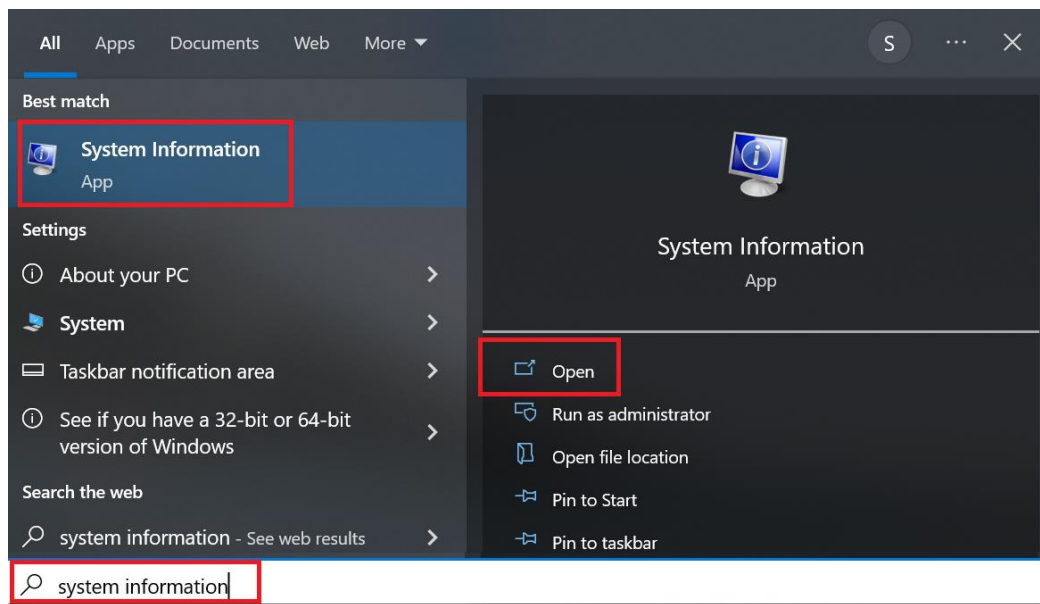 All Apps Documents Web More S ...
Best match
System Information
App
Settings
About your PC
System
Taskbar notification area
See if you have a 32-bit or 64-bit
version of Windows
Search the web
system information - See web results
System Information
App
Open
Run as administrator
Open file location
Pin to Start
Pin to taskbar
system information